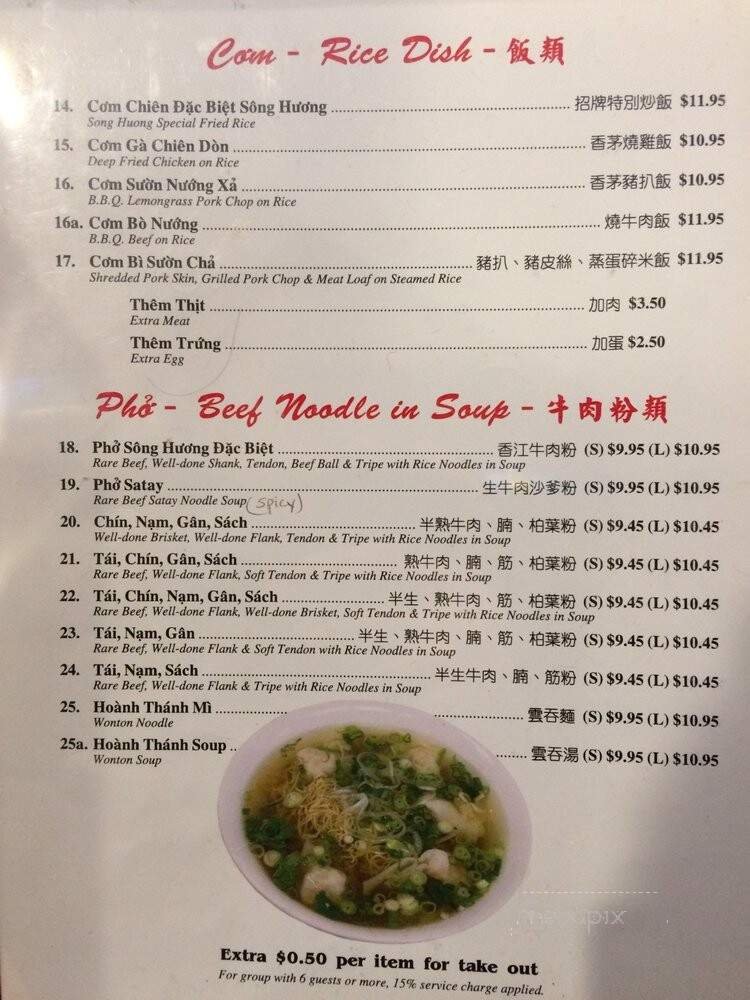 Cơm - Rice Dish - 飯類
14. Cơm Chiên Đặc Biệt Sông Hương 招牌特別炒飯 $11.95
Song Huong Special Fried Rice
15. Cơm Gà Chiên Dòn 香茅燒雞飯 $10.95
Deep Fried Chicken on Rice
16. Cơm Sườn Nướng Xả 香茅豬扒飯 $10.95
B.B.Q. Lemongrass Pork Chop on Rice
16a. Cơm Bò Nướng 燒牛肉飯 $11.95
B.B.Q. Beef on Rice
17. Cơm Bì Sườn Chả 豬扒、豬皮絲、蒸蛋碎米飯 $11.95
Shredded Pork Skin, Grilled Pork Chop & Meat Loaf on Steamed Rice
Thêm Thịt 加肉 $3.50
Extra Meat
Thêm Trứng 加蛋 $2.50
Extra Egg
Phở - Beef Noodle in Soup - 牛肉粉類
18. Phở Sông Hương Đặc Biệt 香江牛肉粉 (S) $9.95 (L) $10.95
Rare Beef, Well-done Shank, Tendon, Beef Ball & Tripe with Rice Noodles in Soup
19. Phở Satay 生牛肉沙爹粉 (S) $9.95 (L) $10.95
Rare Beef Satay Noodle Soup (spicy)
20. Chín, Nạm, Gân, Sách 半熟牛肉、腩、柏葉粉 (S) $9.45 (L) $10.45
Well-done Brisket, Well-done Flank, Tendon & Tripe with Rice Noodles in Soup
21. Tái, Chín, Gân, Sách 熟牛肉、腩、筋、柏葉粉 (S) $9.45 (L) $10.45
Rare Beef, Well-done Flank, Soft Tendon & Tripe with Rice Noodles in Soup
22. Tái, Chín, Nạm, Gân, Sách 半生、熟牛肉、腩、筋、柏葉粉 (S) $9.45 (L) $10.45
Rare Beef, Well-done Flank, Well-done Brisket, Soft Tendon & Tripe with Rice Noodles in Soup
23. Tái, Nạm, Gân 半生、熟牛肉、腩、筋、柏葉粉 (S) $9.45 (L) $10.45
Rare Beef, Well-done Flank & Soft Tendon with Rice Noodles in Soup
24. Tái, Nạm, Sách 半生牛肉、腩、筋粉 (S) $9.45 (L) $10.45
Rare Beef, Well-done Flank & Tripe with Rice Noodles in Soup
25. Hoành Thánh Mì 雲吞麵 (S) $9.95 (L) $10.95
Wonton Noodle
25a. Hoành Thánh Soup 雲吞湯 (S) $9.95 (L) $10.95
Wonton Soup
Extra $0.50 per item for take out
For group with 6 guests or more, 15% service charge applied.